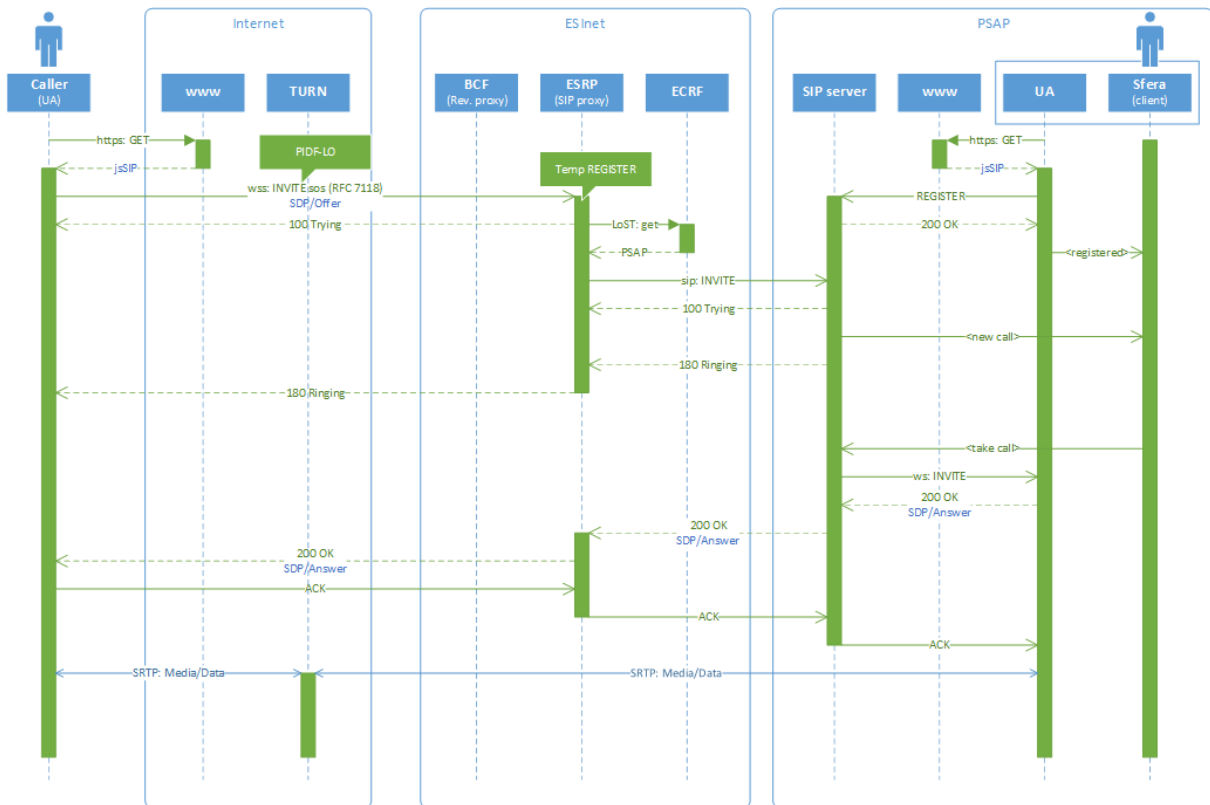 Internet
ESInet
PSAP
Caller
(UA)
www
TURN
BCF
(Rev. proxy)
ESRP
(SIP proxy)
ECRF
SIP server
www
UA
Sfera
(client)
https: GET
https: GET
PIDF-LO
jsSIP
Temp REGISTER
jsSIP
wss: INVITE sos (RFC 7118)
SDP/Offer
REGISTER
100 Trying
LoST: get
200 OK
PSAP
<registered>
sip: INVITE
100 Trying
<new call>
180 Ringing
180 Ringing
<take call>
ws: INVITE
200 OK
SDP/Answer
200 OK
SDP/Answer
200 OK
SDP/Answer
ACK
ACK
ACK
SRTP: Media/Data
SRTP: Media/Data